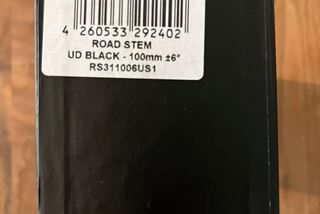 4 260533 292402
ROAD STEM
UD BLACK - 100mm ±6°
RS311006US1